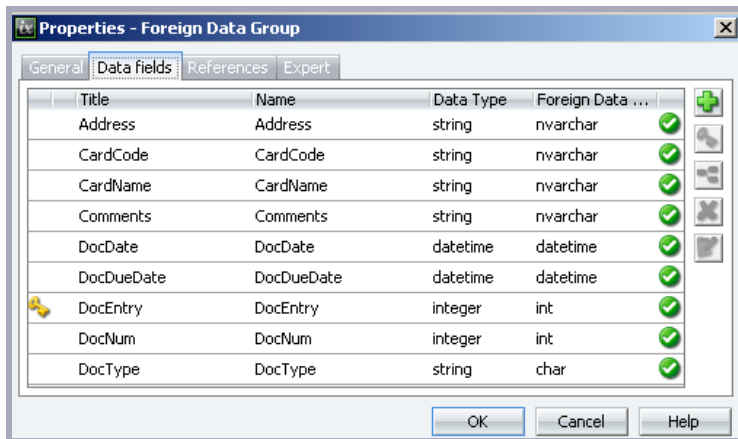 ix Properties - Foreign Data Group
General Data fields References Expert
Title Name Data Type Foreign Data ...
Address Address string nvarchar
CardCode CardCode string nvarchar
CardName CardName string nvarchar
Comments Comments string nvarchar
DocDate DocDate datetime datetime
DocDueDate DocDueDate datetime datetime
DocEntry DocEntry integer int
DocNum DocNum integer int
DocType DocType string char
OK Cancel Help